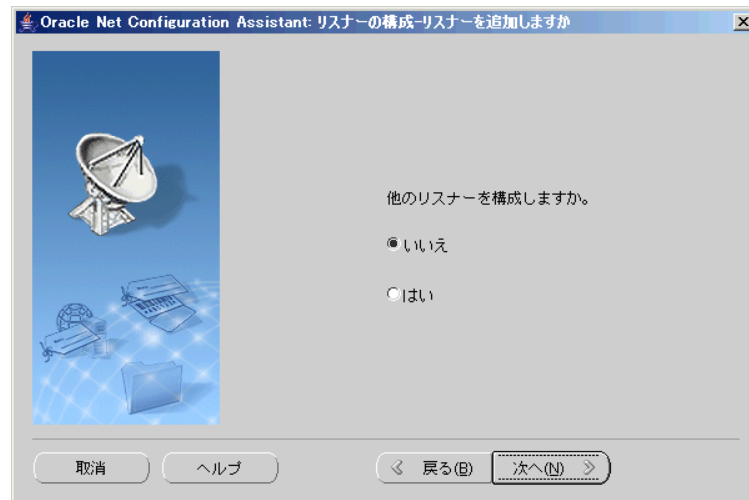 Oracle Net Configuration Assistant: リスナーの構成-リスナーを追加しますか
他のリスナーを構成しますか。
いいえ
はい
取消
ヘルプ
戻る(B)
次へ(N)